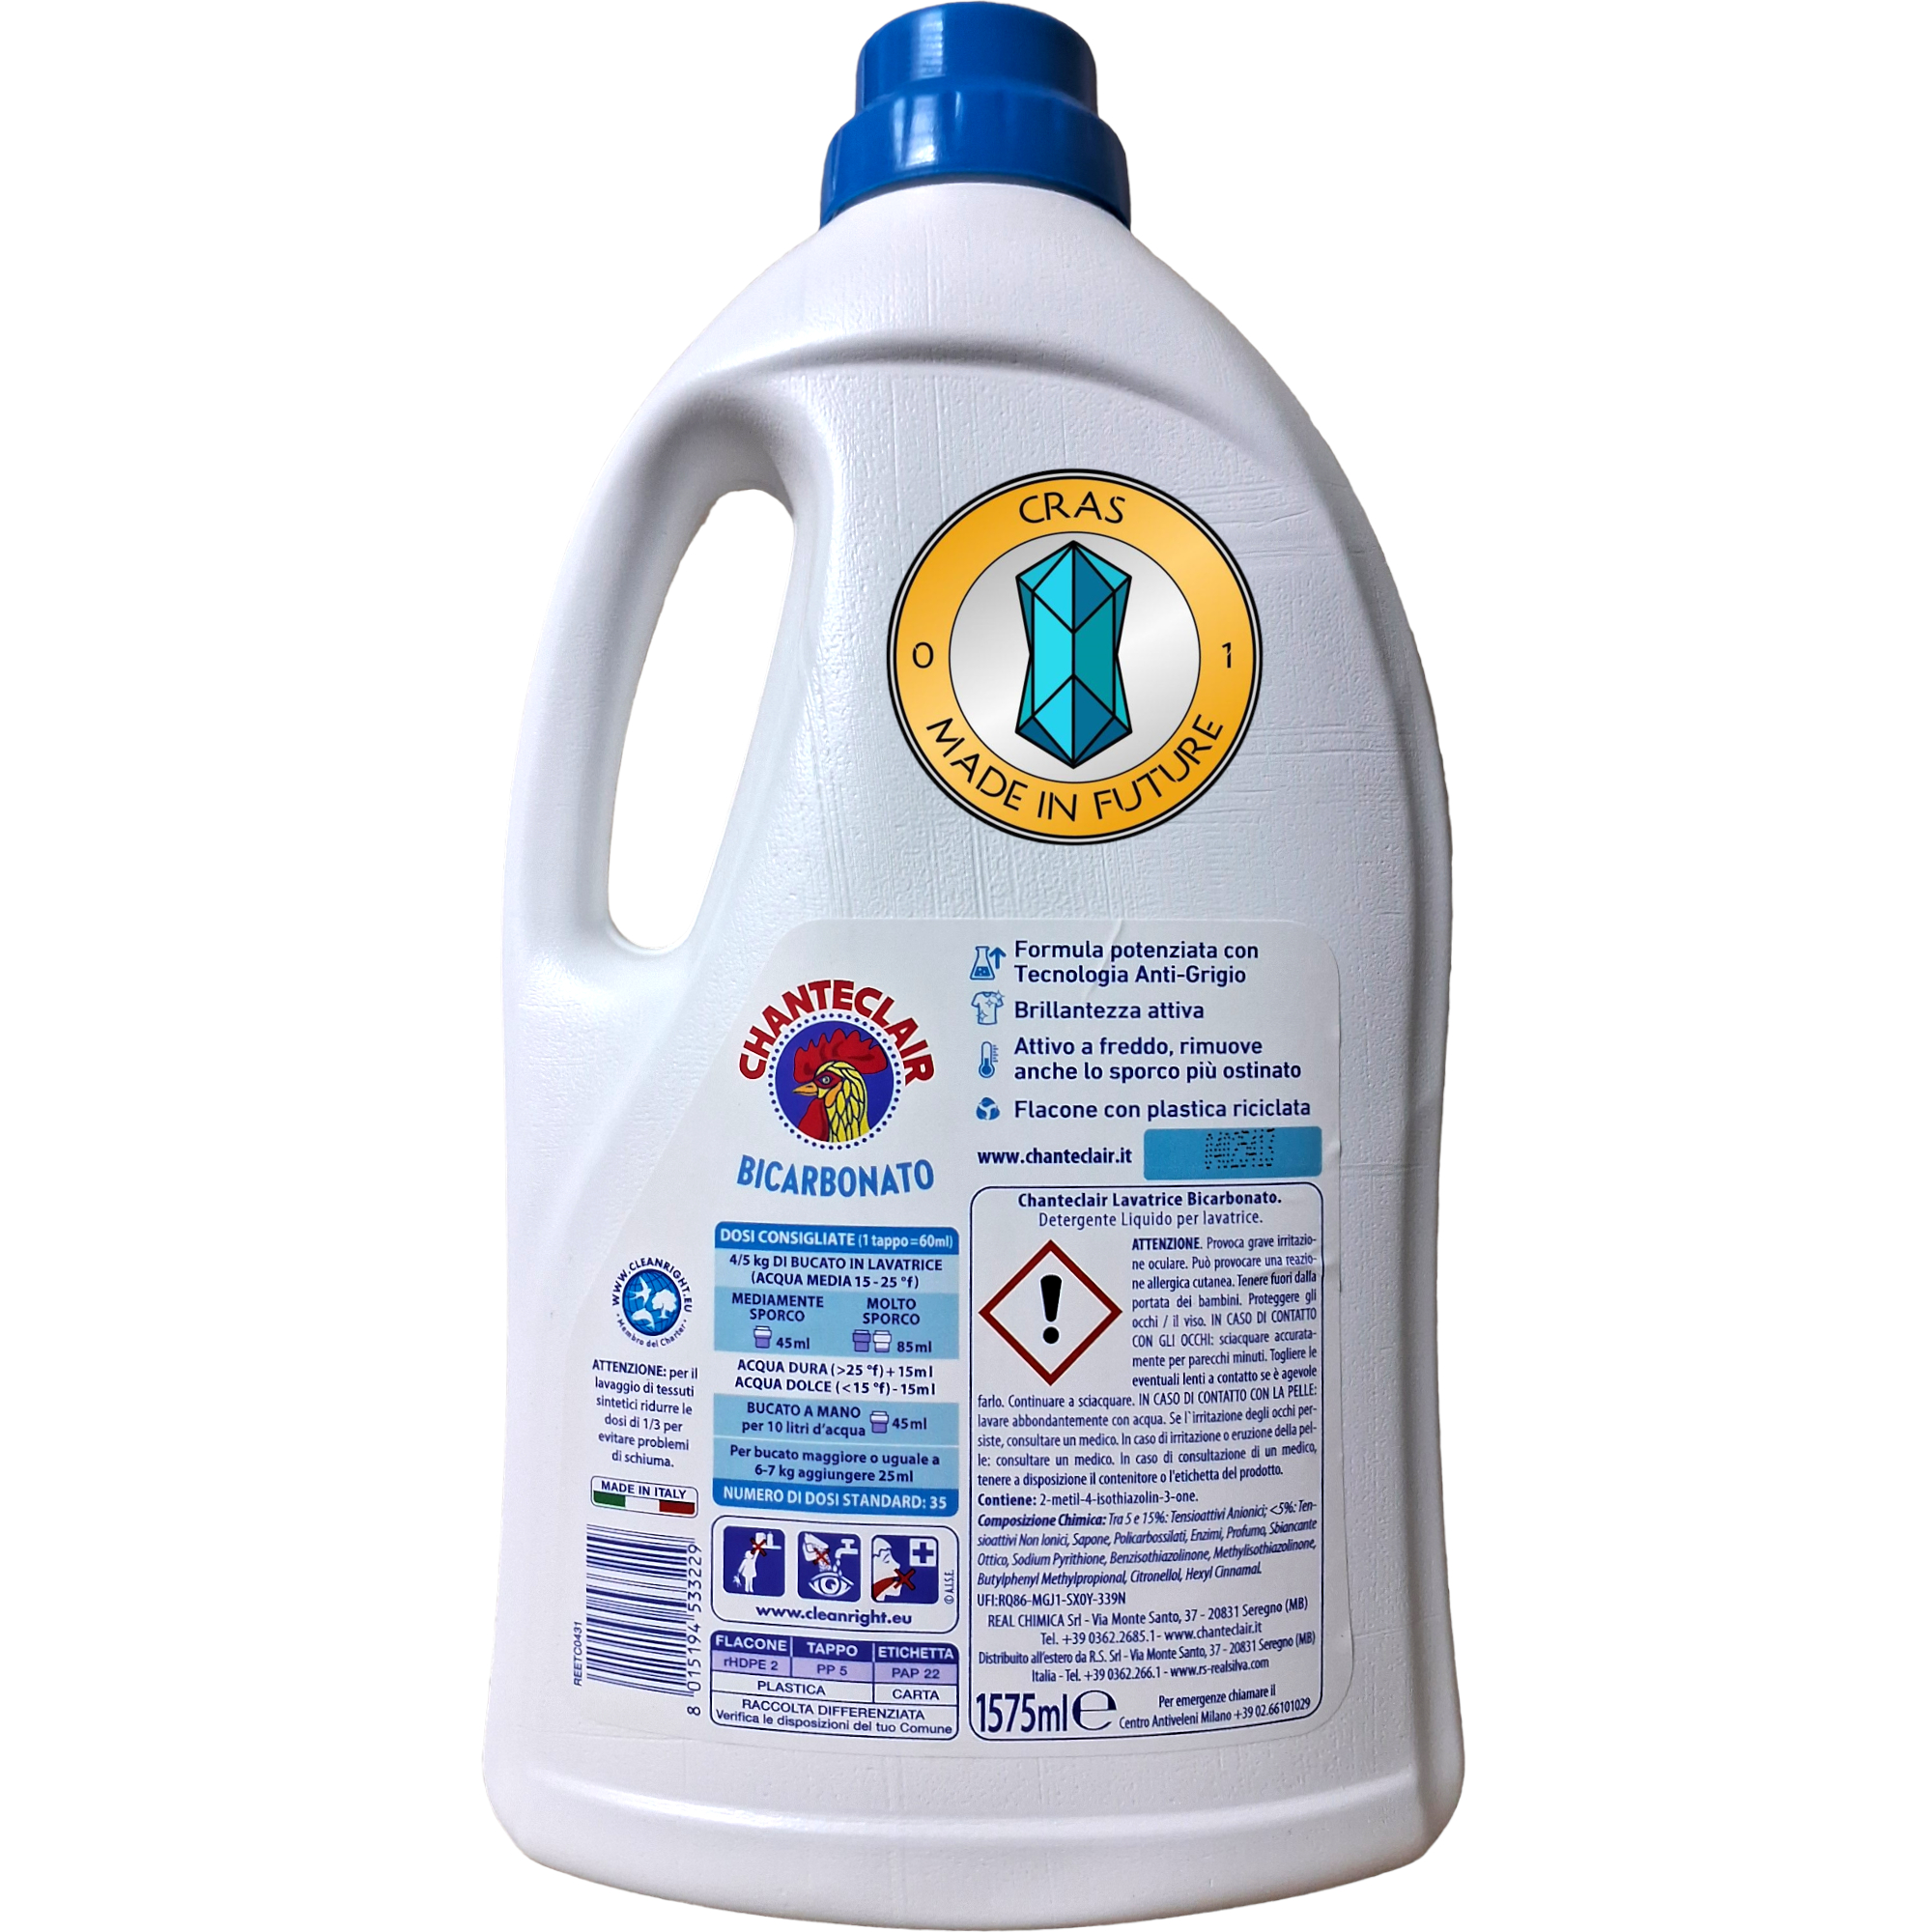 CRAS
0 1
MADE IN FUTURE
Formula potenziata con
Tecnologia Anti-Grigio
Brillantezza attiva
Attivo a freddo, rimuove
anche lo sporco più ostinato
Flacone con plastica riciclata
www.chanteclair.it
CHANTECLAIR
BICARBONATO
DOSI CONSIGLIATE (1 tappo=60ml)
4/5 kg DI BUCATO IN LAVATRICE
(ACQUA MEDIA 15 - 25 °f)
MEDIAMENTE SPORCO
45ml
MOLTO SPORCO
85ml
ACQUA DURA (>25 °f) + 15ml
ACQUA DOLCE (<15 °f) - 15ml
BUCATO A MANO
per 10 litri d'acqua 45ml
Per bucato maggiore o uguale a
6-7 kg aggiungere 25ml
NUMERO DI DOSI STANDARD: 35
WWW.CLEANRIGHT.EU
Membro del Charter
ATTENZIONE: per il
lavaggio di tessuti
sintetici ridurre le
dosi di 1/3 per
evitare problemi
di schiuma.
MADE IN ITALY
REETC0431
8 015194 533229
© A.I.S.E.
www.cleanright.eu
FLACONE TAPPO ETICHETTA
rHDPE 2 PP 5 PAP 22
PLASTICA CARTA
RACCOLTA DIFFERENZIATA
Verifica le disposizioni del tuo Comune
Chanteclair Lavatrice Bicarbonato.
Detergente Liquido per lavatrice.
ATTENZIONE. Provoca grave irritazio-
ne oculare. Può provocare una reazio-
ne allergica cutanea. Tenere fuori dalla
portata dei bambini. Proteggere gli
occhi / il viso. IN CASO DI CONTATTO
CON GLI OCCHI: sciacquare accurata-
mente per parecchi minuti. Togliere le
eventuali lenti a contatto se è agevole
farlo. Continuare a sciacquare. IN CASO DI CONTATTO CON LA PELLE:
lavare abbondantemente con acqua. Se l`irritazione degli occhi per-
siste, consultare un medico. In caso di irritazione o eruzione della pel-
le: consultare un medico. In caso di consultazione di un medico,
tenere a disposizione il contenitore o l'etichetta del prodotto.
Contiene: 2-metil-4-isothiazolin-3-one.
Composizione Chimica: Tra 5 e 15%: Tensioattivi Anionici; <5%: Ten-
sioattivi Non Ionici, Sapone, Policarbossilati, Enzimi, Profumo, Sbiancante
Ottico, Sodium Pyrithione, Benzisothiazolinone, Methylisothiazolinone,
Butylphenyl Methylpropional, Citronellol, Hexyl Cinnamal.
UFI:RQ86-MGJ1-SX0Y-339N
REAL CHIMICA Srl - Via Monte Santo, 37 - 20831 Seregno (MB)
Tel. +39 0362.2685.1 - www.chanteclair.it
Distribuito all'estero da R.S. Srl - Via Monte Santo, 37 - 20831 Seregno (MB)
Italia - Tel. +39 0362.266.1 - www.rs-realsilva.com
1575ml e
Per emergenze chiamare il
Centro Antiveleni Milano +39 02.66101029